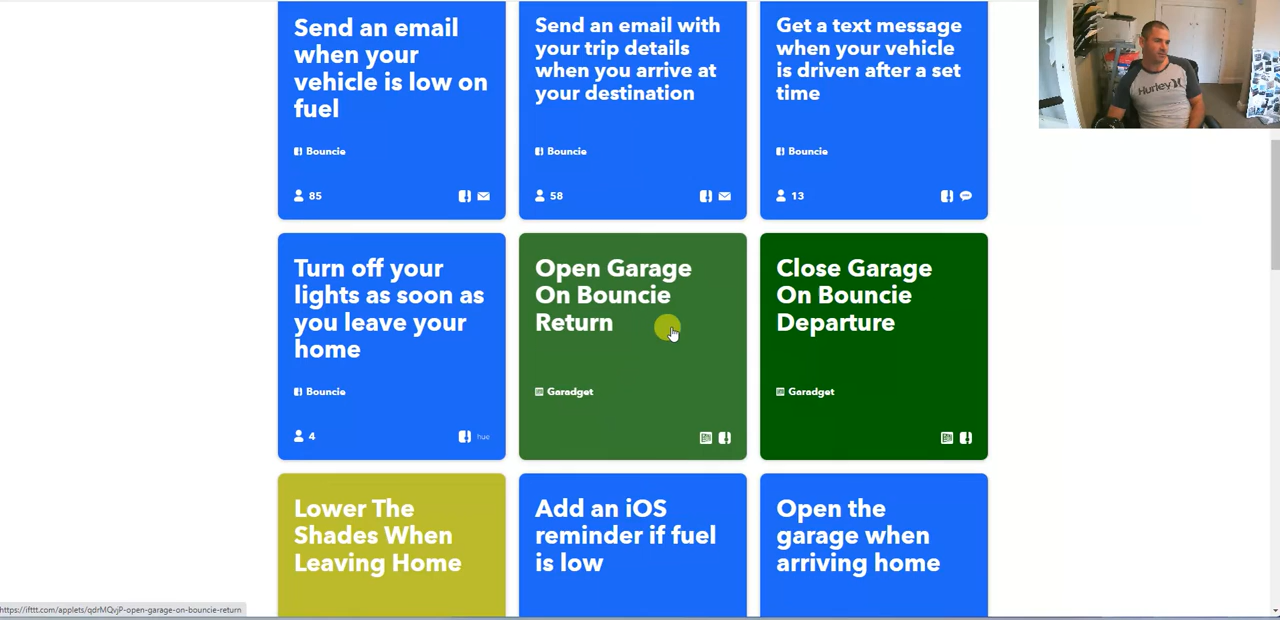 Send an email
when your
vehicle is low on
fuel
Bouncie
85
Send an email with
your trip details
when you arrive at
your destination
Bouncie
58
Get a text message
when your vehicle
is driven after a set
time
Bouncie
13
Turn off your
lights as soon as
you leave your
home
Bouncie
4
hue
Open Garage
On Bouncie
Return
Garadget
Close Garage
On Bouncie
Departure
Garadget
Lower The
Shades When
Leaving Home
Add an iOS
reminder if fuel
is low
Open the
garage when
arriving home
https://ifttt.com/applets/qdrMQvjP-open-garage-on-bouncie-return
Hurley